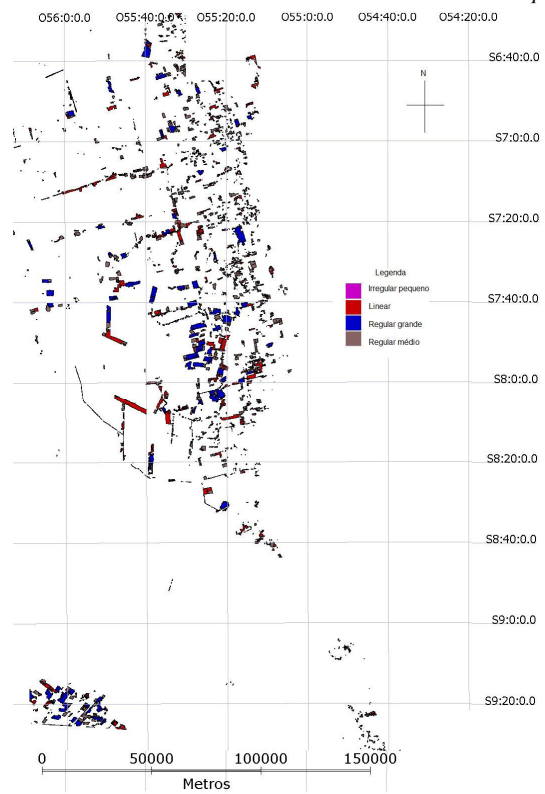 O56:0:0.0 O55:40:0.0 O55:20:0.0 O55:0:0.0 O54:40:0.0 O54:20:0.0
S6:40:0.0
N
S7:0:0.0
S7:20:0.0
Legenda
Irregular pequeno
Linear
Regular grande
Regular médio
S7:40:0.0
S8:0:0.0
S8:20:0.0
S8:40:0.0
S9:0:0.0
S9:20:0.0
0 50000 100000 150000
Metros